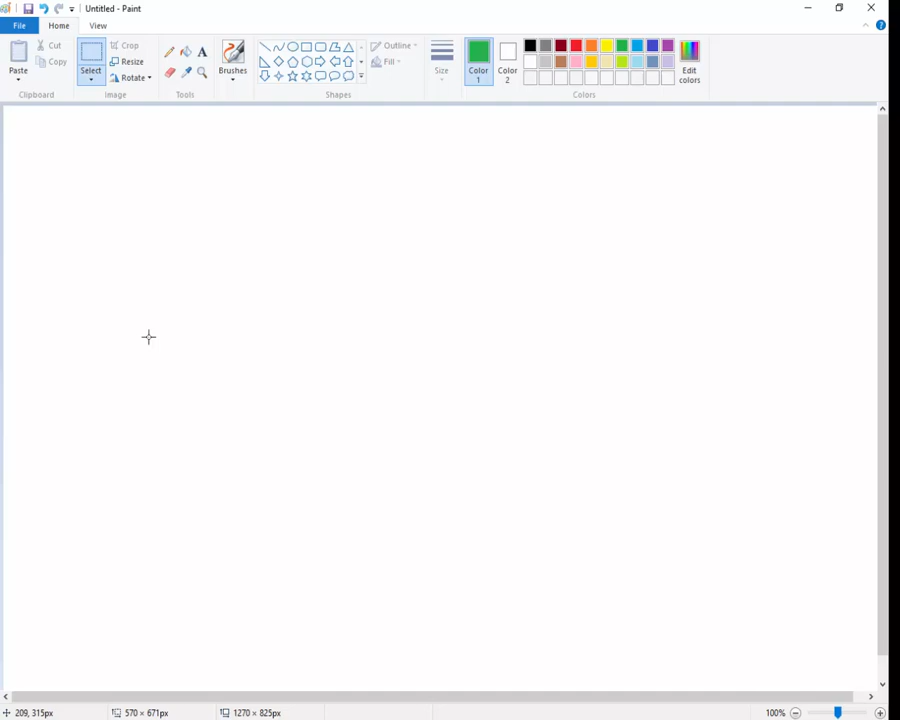 Untitled - Paint
File Home View
Paste
Cut
Copy
Clipboard
Select
Crop
Resize
Rotate
Image
A
Tools
Brushes
Shapes
Outline
Fill
Size
Color
1
Color
2
Edit
colors
Colors
209, 315px 570 × 671px 1270 × 825px 100%